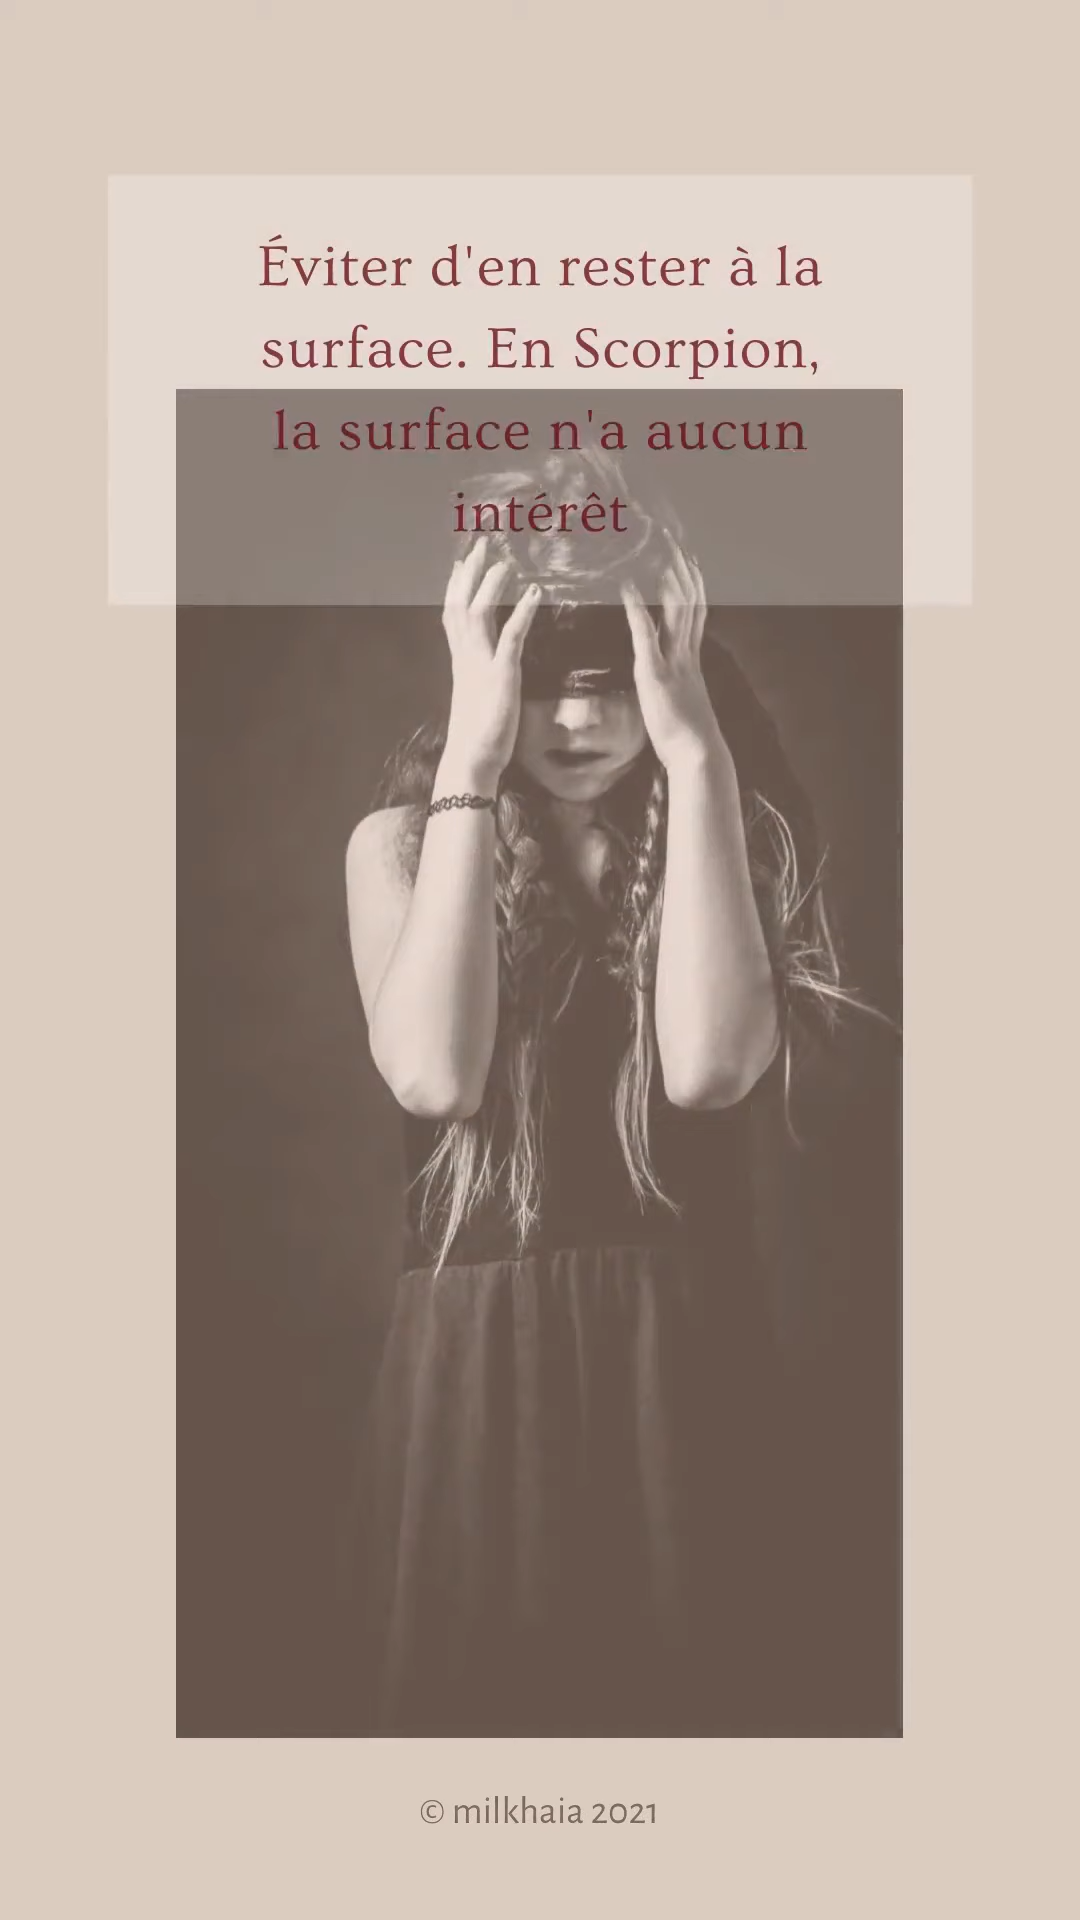 Éviter d'en rester à la
surface. En Scorpion,
la surface n'a aucun
intérêt
© milkhaia 2021